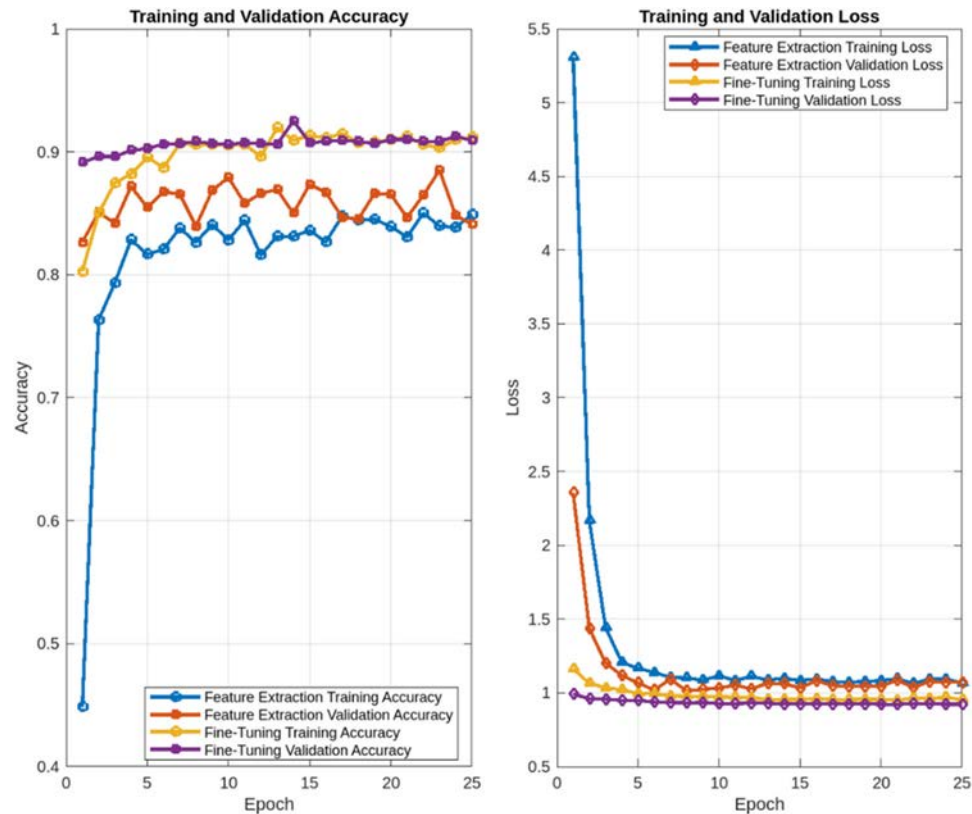 Training and Validation Accuracy
1
0.9
0.8
0.7
0.6
0.5
0.4
Accuracy
0
5
10
15
20
25
Epoch
Feature Extraction Training Accuracy
Feature Extraction Validation Accuracy
Fine-Tuning Training Accuracy
Fine-Tuning Validation Accuracy
Training and Validation Loss
5.5
5
4.5
4
3.5
3
2.5
2
1.5
1
0.5
Loss
0
5
10
15
20
25
Epoch
Feature Extraction Training Loss
Feature Extraction Validation Loss
Fine-Tuning Training Loss
Fine-Tuning Validation Loss